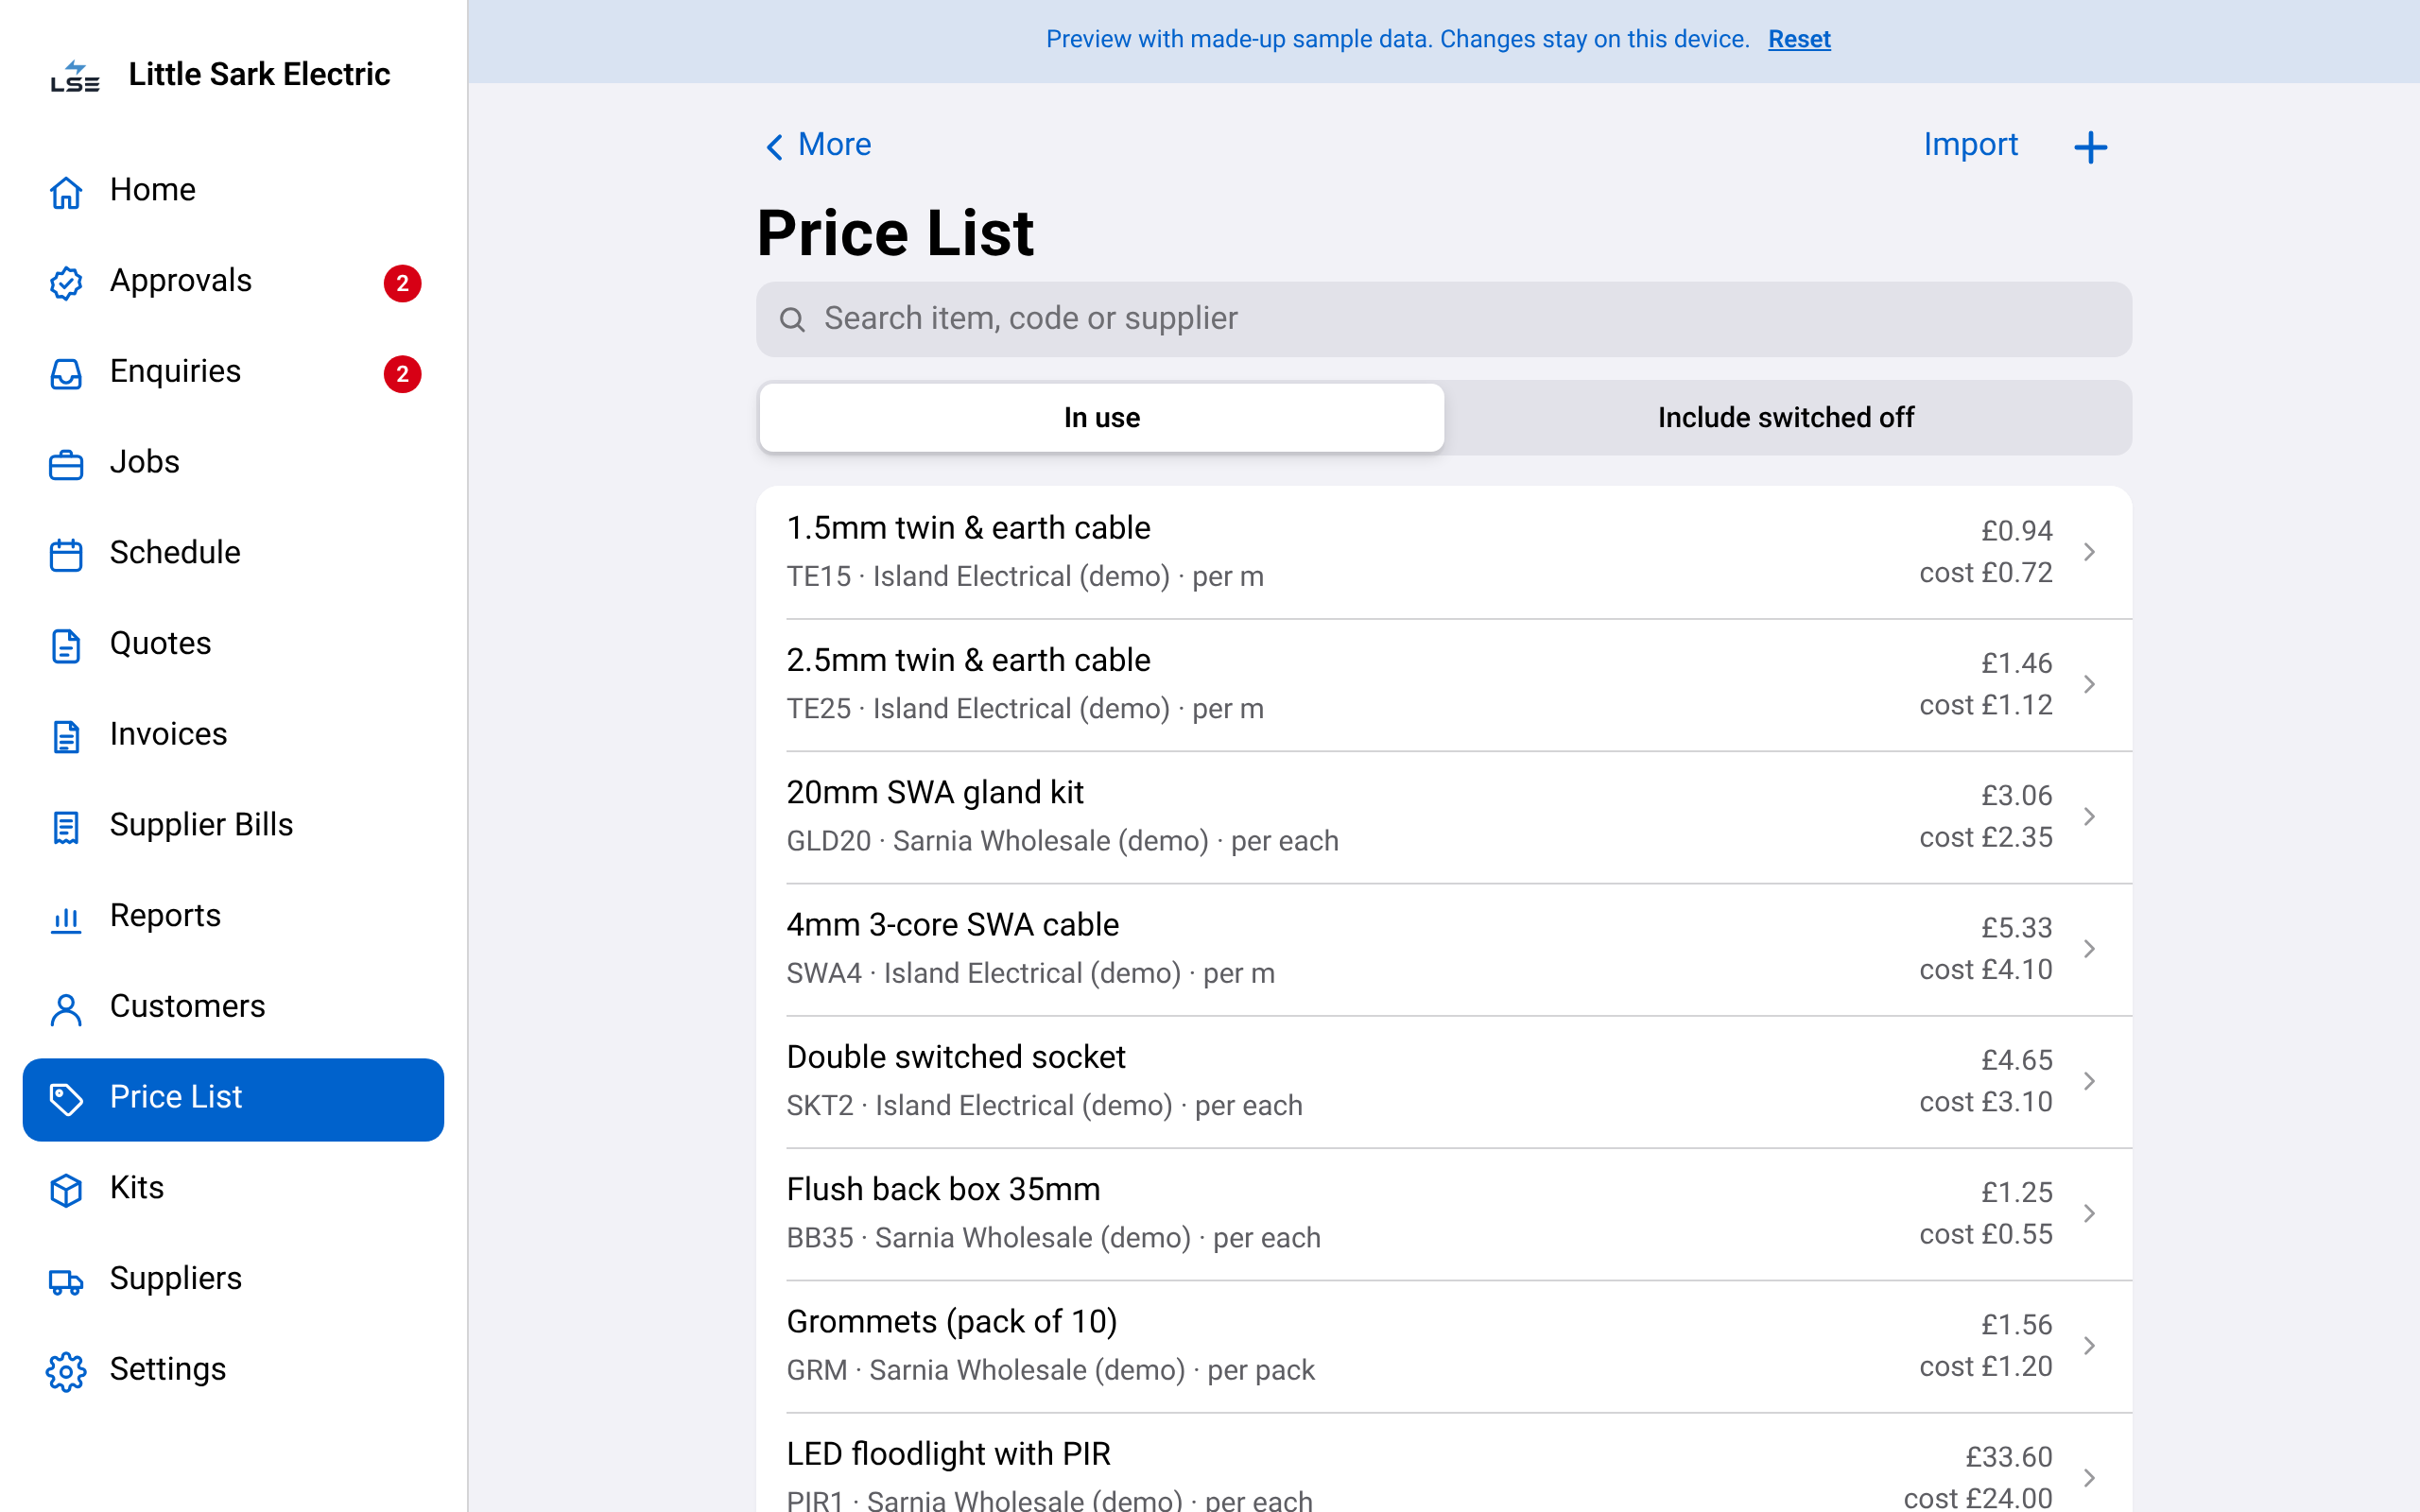 Preview with made-up sample data. Changes stay on this device. Reset
LSE Little Sark Electric
Home
Approvals 2
Enquiries 2
Jobs
Schedule
Quotes
Invoices
Supplier Bills
Reports
Customers
Price List
Kits
Suppliers
Settings
More Import
Price List
Search item, code or supplier
In use Include switched off
1.5mm twin & earth cable £0.94
TE15 · Island Electrical (demo) · per m cost £0.72
2.5mm twin & earth cable £1.46
TE25 · Island Electrical (demo) · per m cost £1.12
20mm SWA gland kit £3.06
GLD20 · Sarnia Wholesale (demo) · per each cost £2.35
4mm 3-core SWA cable £5.33
SWA4 · Island Electrical (demo) · per m cost £4.10
Double switched socket £4.65
SKT2 · Island Electrical (demo) · per each cost £3.10
Flush back box 35mm £1.25
BB35 · Sarnia Wholesale (demo) · per each cost £0.55
Grommets (pack of 10) £1.56
GRM · Sarnia Wholesale (demo) · per pack cost £1.20
LED floodlight with PIR £33.60
PIR1 · Sarnia Wholesale (demo) · per each cost £24.00